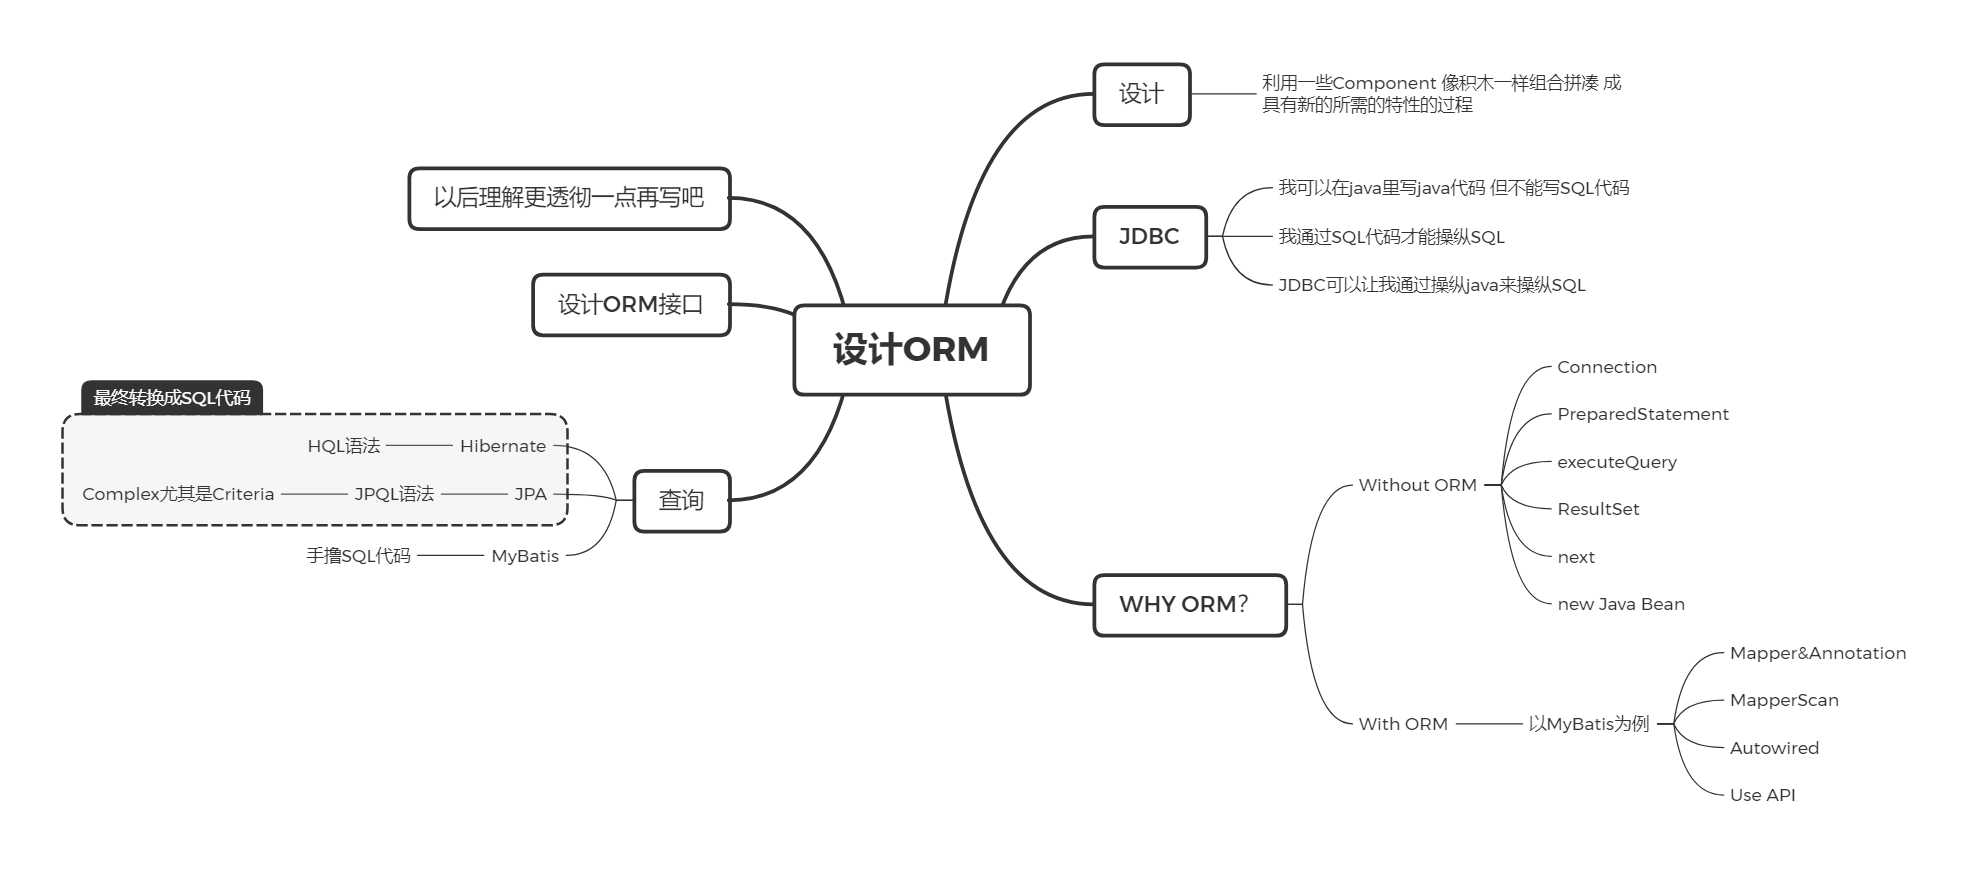 设计ORM
设计
利用一些Component 像积木一样组合拼凑 成
具有新的所需的特性的过程
JDBC
我可以在java里写java代码 但不能写SQL代码
我通过SQL代码才能操纵SQL
JDBC可以让我通过操纵java来操纵SQL
WHY ORM？
Without ORM
Connection
PreparedStatement
executeQuery
ResultSet
next
new Java Bean
With ORM
以MyBatis为例
Mapper&Annotation
MapperScan
Autowired
Use API
以后理解更透彻一点再写吧
设计ORM接口
查询
最终转换成SQL代码
Hibernate
HQL语法
JPA
JPQL语法
Complex尤其是Criteria
MyBatis
手撸SQL代码